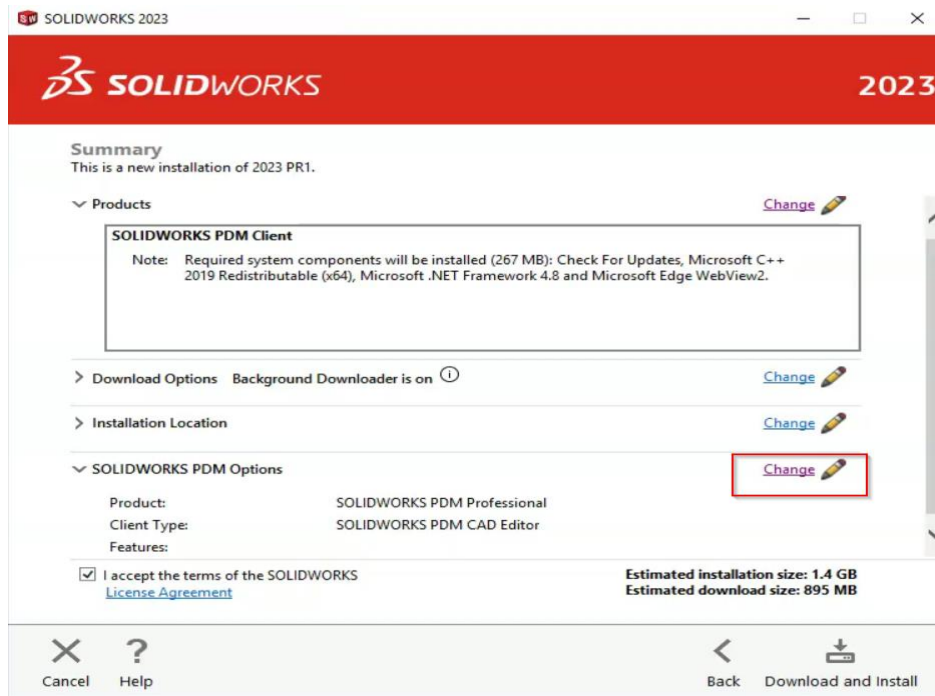 SW SOLIDWORKS 2023
3S SOLIDWORKS
2023
Summary
This is a new installation of 2023 PR1.
Products
Change
SOLIDWORKS PDM Client
Note: Required system components will be installed (267 MB): Check For Updates, Microsoft C++
2019 Redistributable (x64), Microsoft .NET Framework 4.8 and Microsoft Edge WebView2.
Download Options Background Downloader is on i
Change
Installation Location
Change
SOLIDWORKS PDM Options
Change
Product: SOLIDWORKS PDM Professional
Client Type: SOLIDWORKS PDM CAD Editor
Features:
I accept the terms of the SOLIDWORKS
License Agreement
Estimated installation size: 1.4 GB
Estimated download size: 895 MB
Cancel
? Help
Back
Download and Install